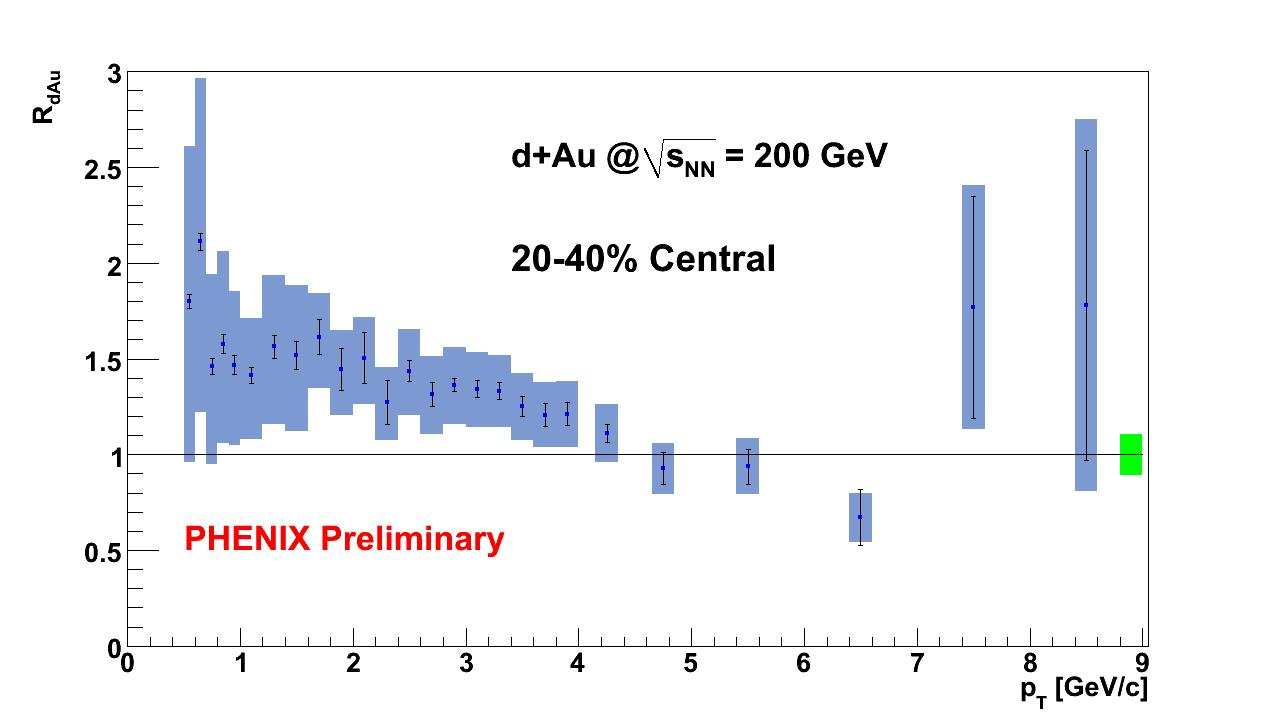 R_dAu
3
2.5
2
1.5
1
0.5
0
d+Au @√s_NN = 200 GeV
20-40% Central
PHENIX Preliminary
0 1 2 3 4 5 6 7 8 9
p_T [GeV/c]